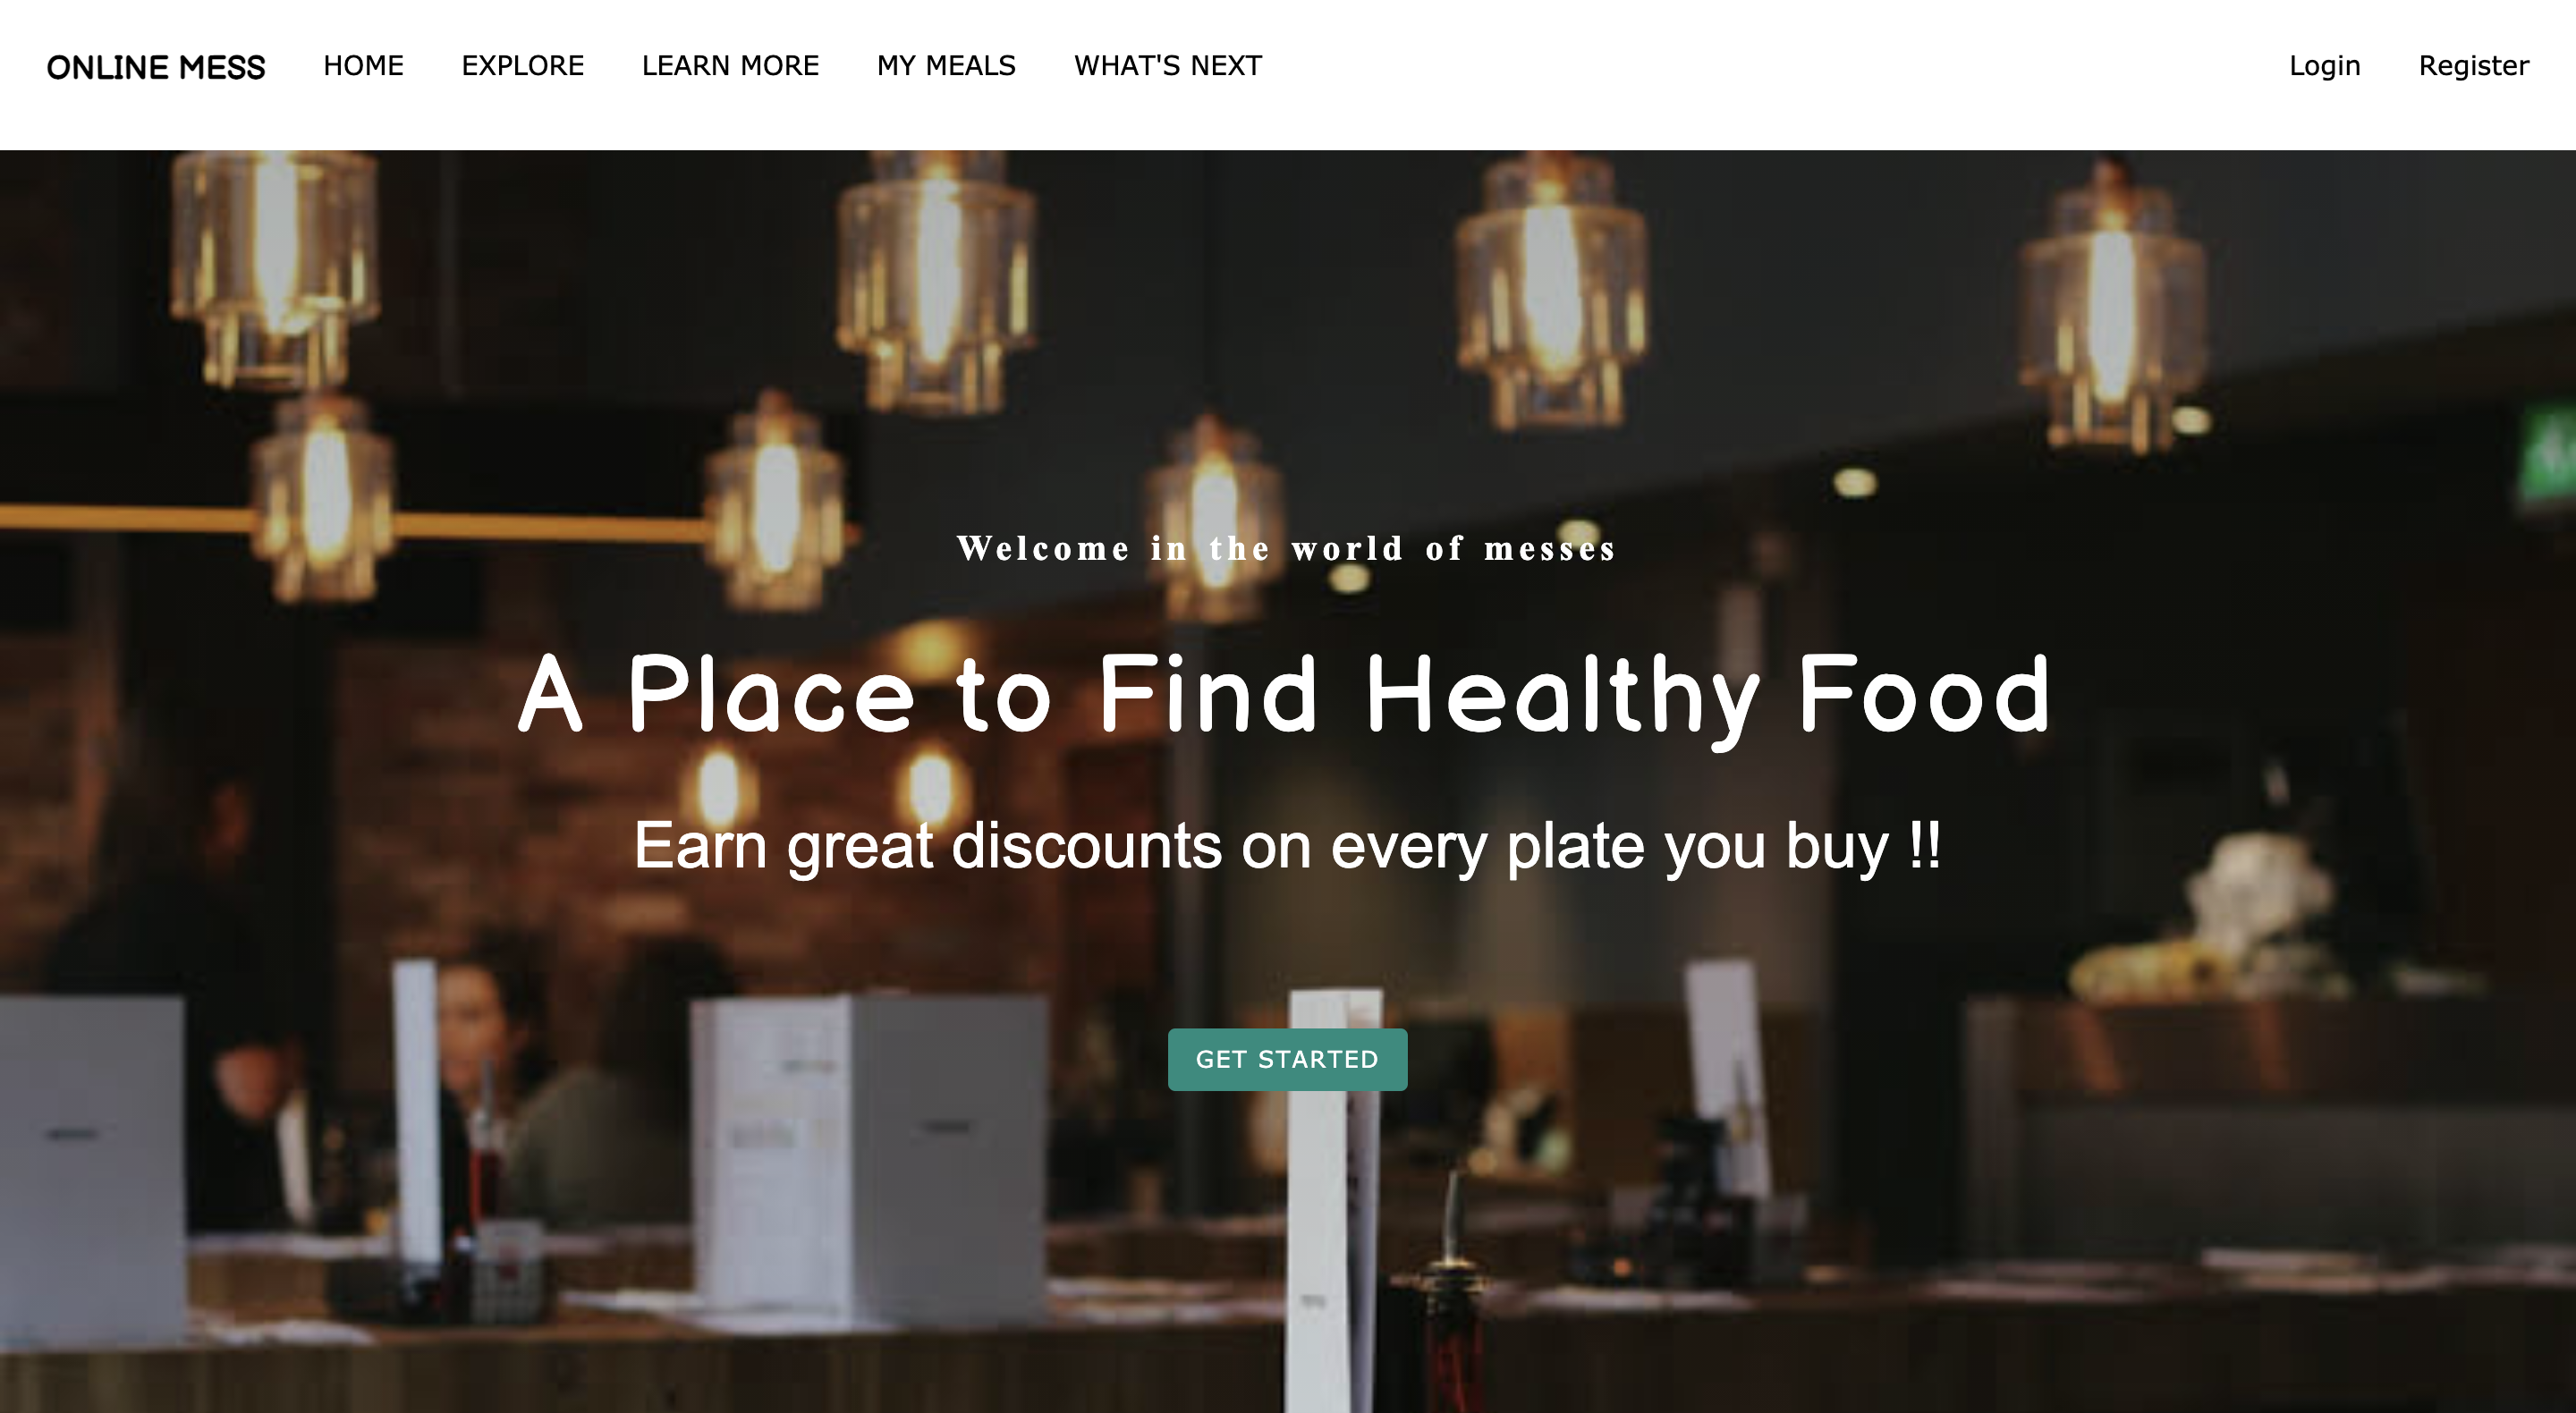 ONLINE MESS HOME EXPLORE LEARN MORE MY MEALS WHAT'S NEXT Login Register
Welcome in the world of messes
A Place to Find Healthy Food
Earn great discounts on every plate you buy !!
GET STARTED